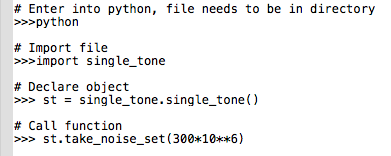 # Enter into python, file needs to be in directory
>>>python
# Import file
>>>import single_tone
# Declare object
>>> st = single_tone.single_tone()
# Call function
>>> st.take_noise_set(300*10**6)